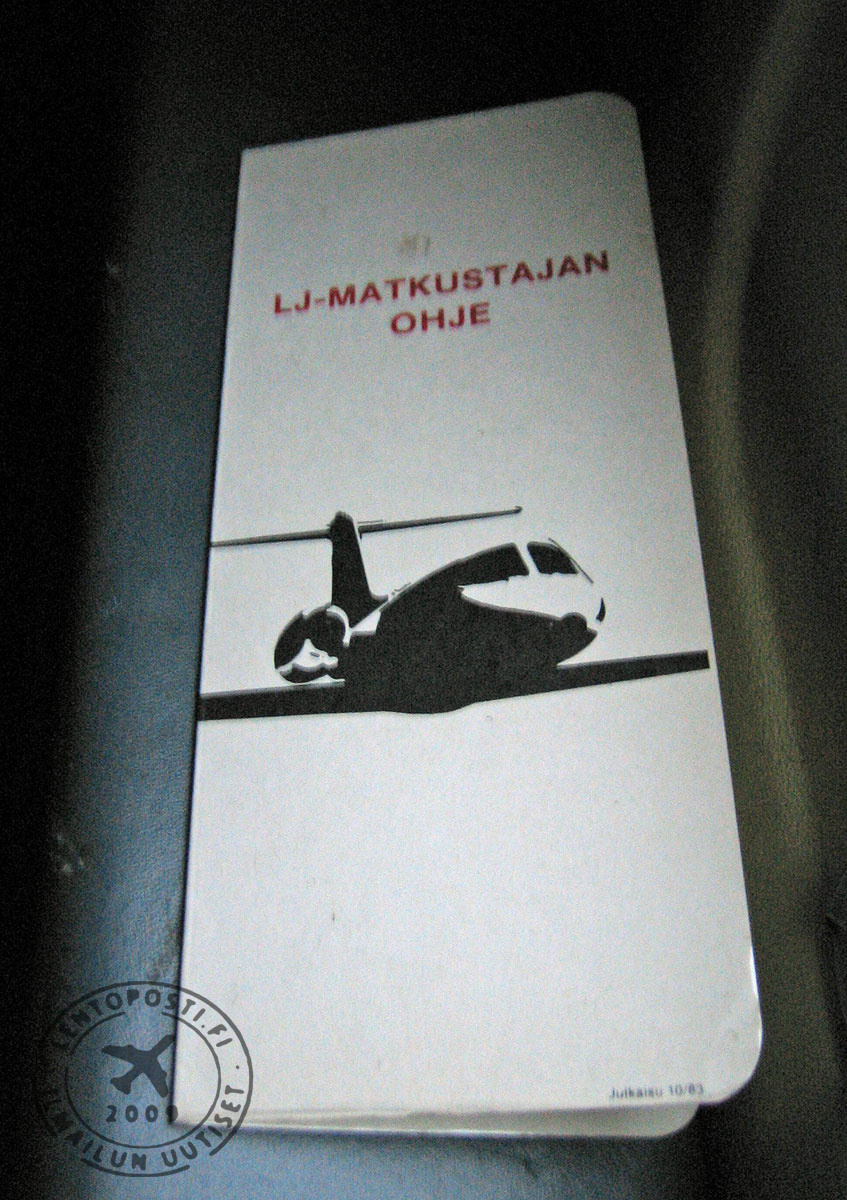 LJ-MATKUSTAJAN
OHJE
Julkaisu 10/83
LENTOPOSTI.FI
2009
ILMAILUN UUTISET